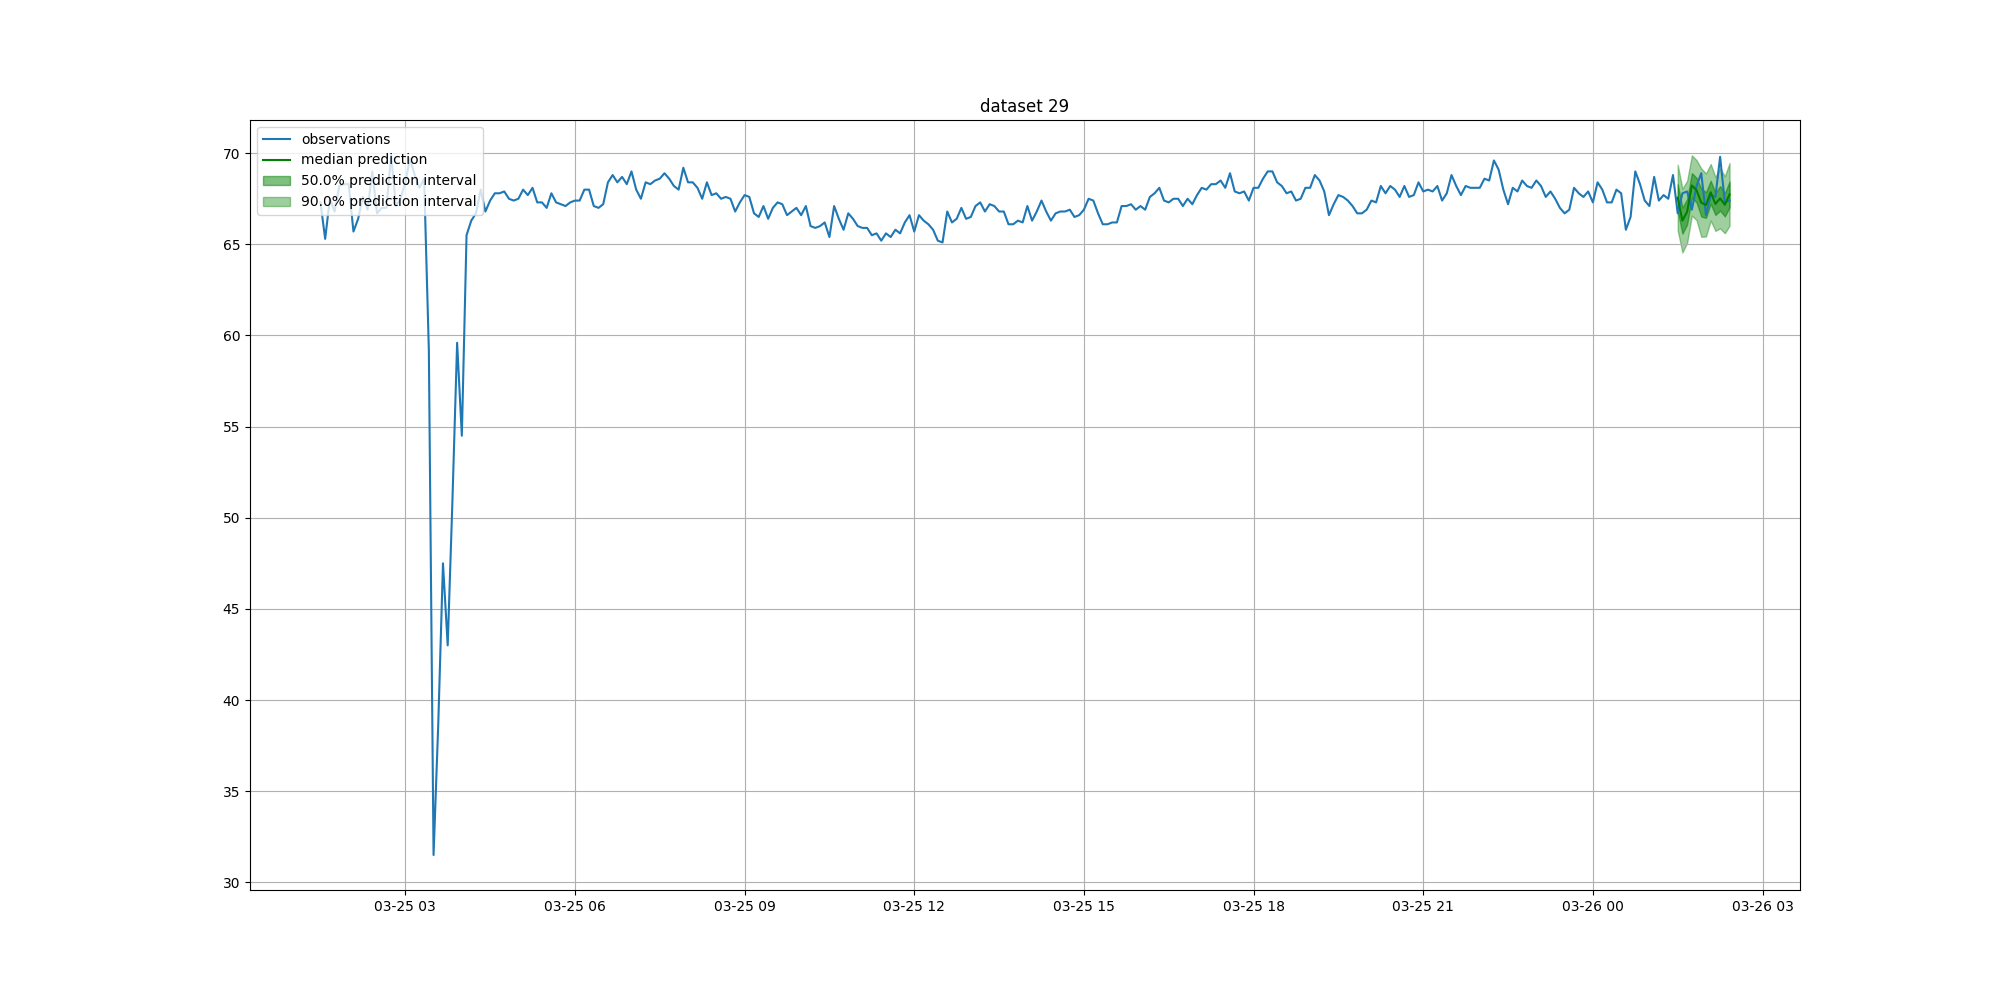 dataset 29
observations
median prediction
50.0% prediction interval
90.0% prediction interval
70
65
60
55
50
45
40
35
30
03-25 03 03-25 06 03-25 09 03-25 12 03-25 15 03-25 18 03-25 21 03-26 00 03-26 03